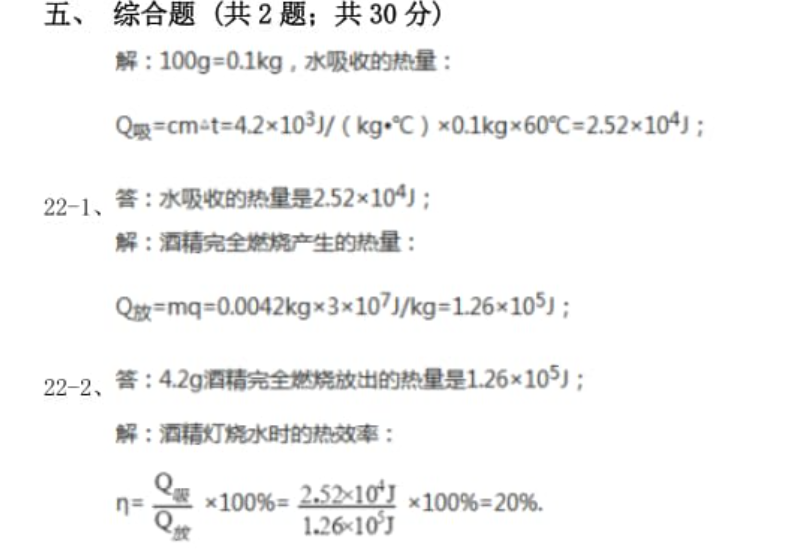 五、 综合题 (共 2 题; 共 30 分)
解：100g=0.1kg，水吸收的热量：
Q吸=cm△t=4.2×10³J/（kg•℃）×0.1kg×60℃=2.52×10⁴J；
22-1、答：水吸收的热量是2.52×10⁴J；
解：酒精完全燃烧产生的热量：
Q放=mq=0.0042kg×3×10⁷J/kg=1.26×10⁵J；
22-2、答：4.2g酒精完全燃烧放出的热量是1.26×10⁵J；
解：酒精灯烧水时的热效率：
η= Q吸/Q放 ×100%= 2.52×10⁴J/1.26×10⁵J ×100%=20%.